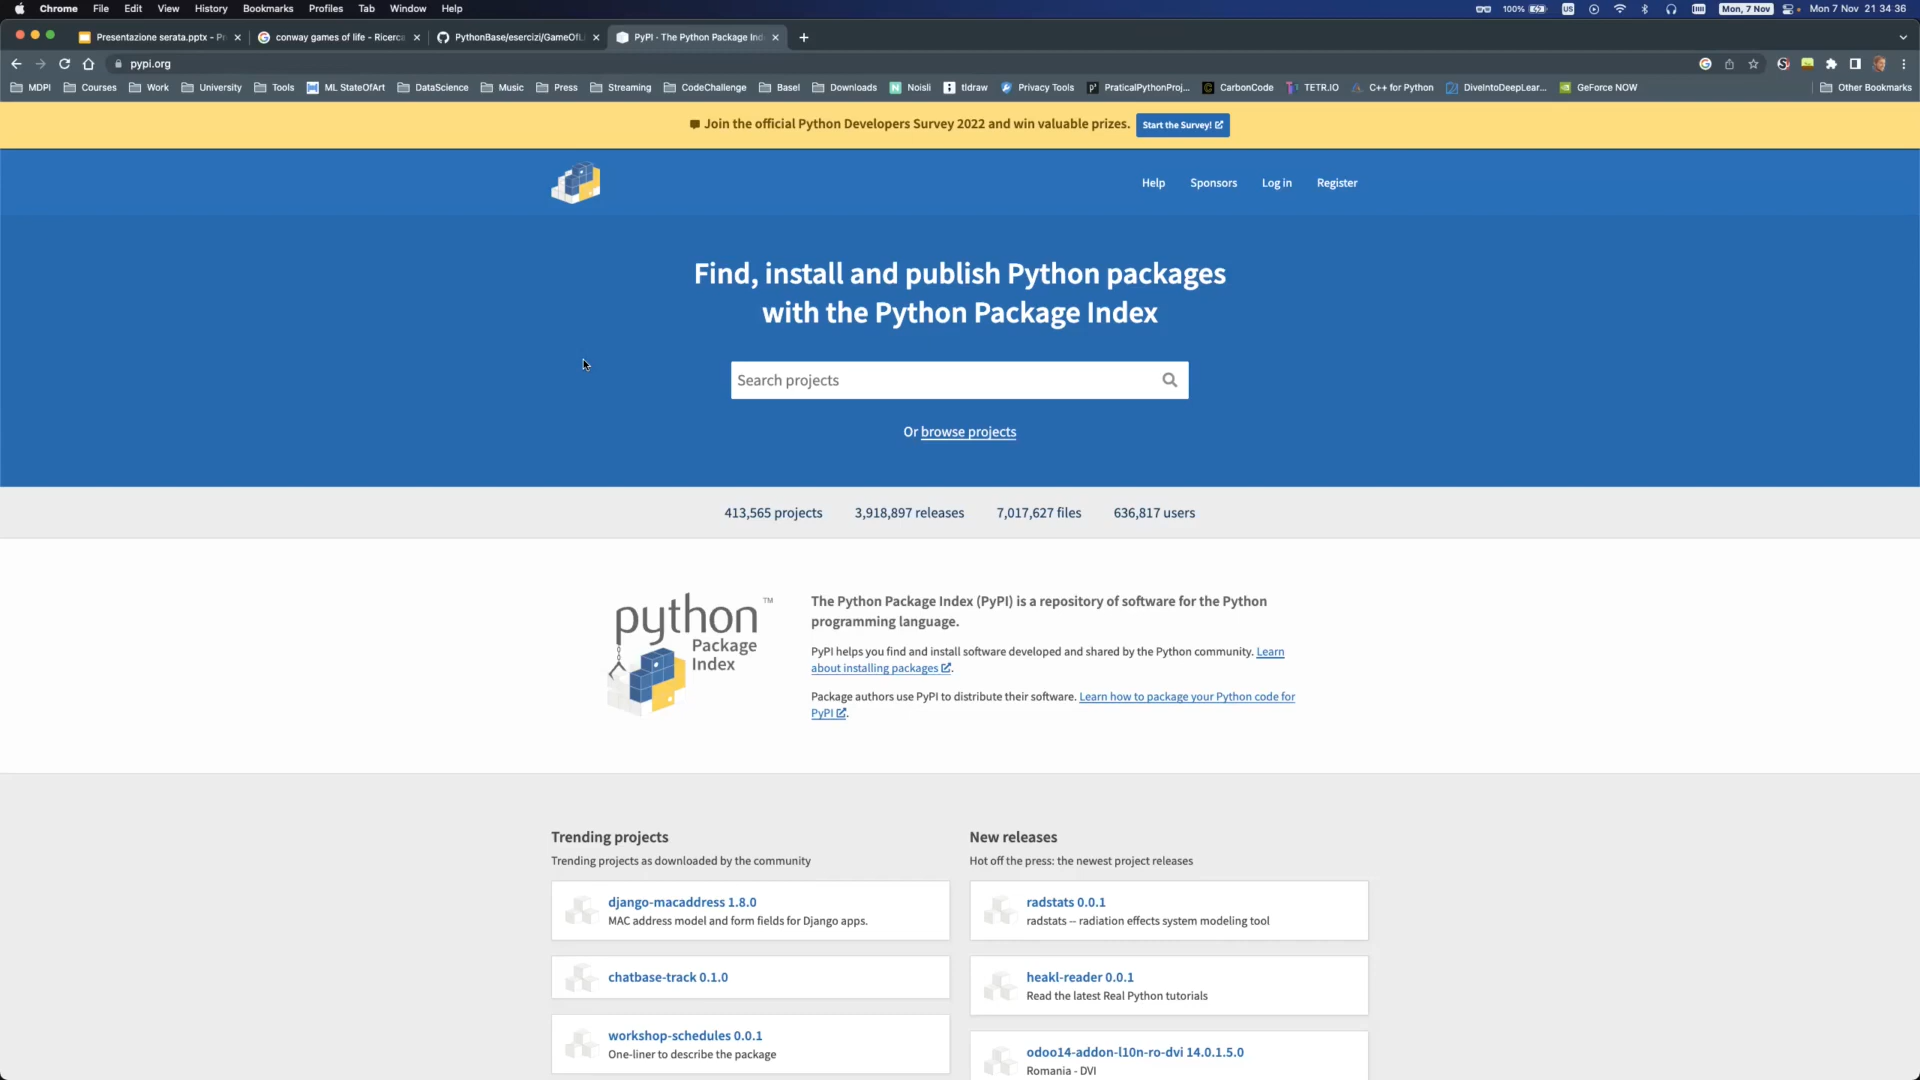 Chrome File Edit View History Bookmarks Profiles Tab Window Help
100% US Mon, 7 Nov Mon 7 Nov 21 34 36
Presentazione serata.pptx - Pr
conway games of life - Ricerca
PythonBase/esercizi/GameOfLi
PyPI - The Python Package Ind
pypi.org
MDPI Courses Work University Tools ML StateOfArt DataScience Music Press Streaming CodeChallenge Basel Downloads Noisli tldraw Privacy Tools PraticalPythonProj... CarbonCode TETR.IO C++ for Python DiveIntoDeepLear... GeForce NOW Other Bookmarks
Join the official Python Developers Survey 2022 and win valuable prizes. Start the Survey!
Help Sponsors Log in Register
Find, install and publish Python packages
with the Python Package Index
Search projects
Or browse projects
413,565 projects 3,918,897 releases 7,017,627 files 636,817 users
python TM
Package
Index
The Python Package Index (PyPI) is a repository of software for the Python
programming language.
PyPI helps you find and install software developed and shared by the Python community. Learn
about installing packages.
Package authors use PyPI to distribute their software. Learn how to package your Python code for
PyPI.
Trending projects
Trending projects as downloaded by the community
django-macaddress 1.8.0
MAC address model and form fields for Django apps.
chatbase-track 0.1.0
workshop-schedules 0.0.1
One-liner to describe the package
New releases
Hot off the press: the newest project releases
radstats 0.0.1
radstats -- radiation effects system modeling tool
heakl-reader 0.0.1
Read the latest Real Python tutorials
odoo14-addon-l10n-ro-dvi 14.0.1.5.0
Romania - DVI